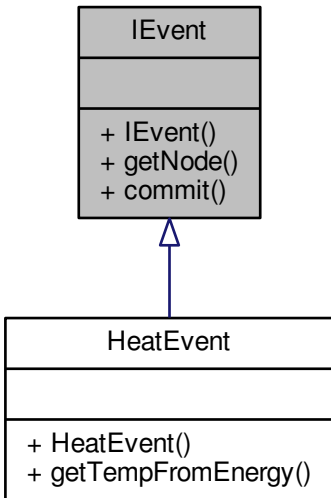 IEvent
+ IEvent()
+ getNode()
+ commit()
HeatEvent
+ HeatEvent()
+ getTempFromEnergy()